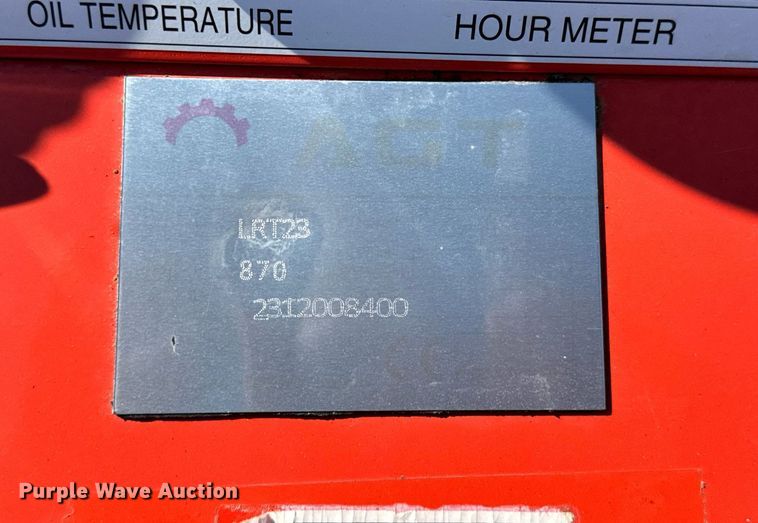 OIL TEMPERATURE HOUR METER
AGT
LRT23
870
2312008400
Purple Wave Auction